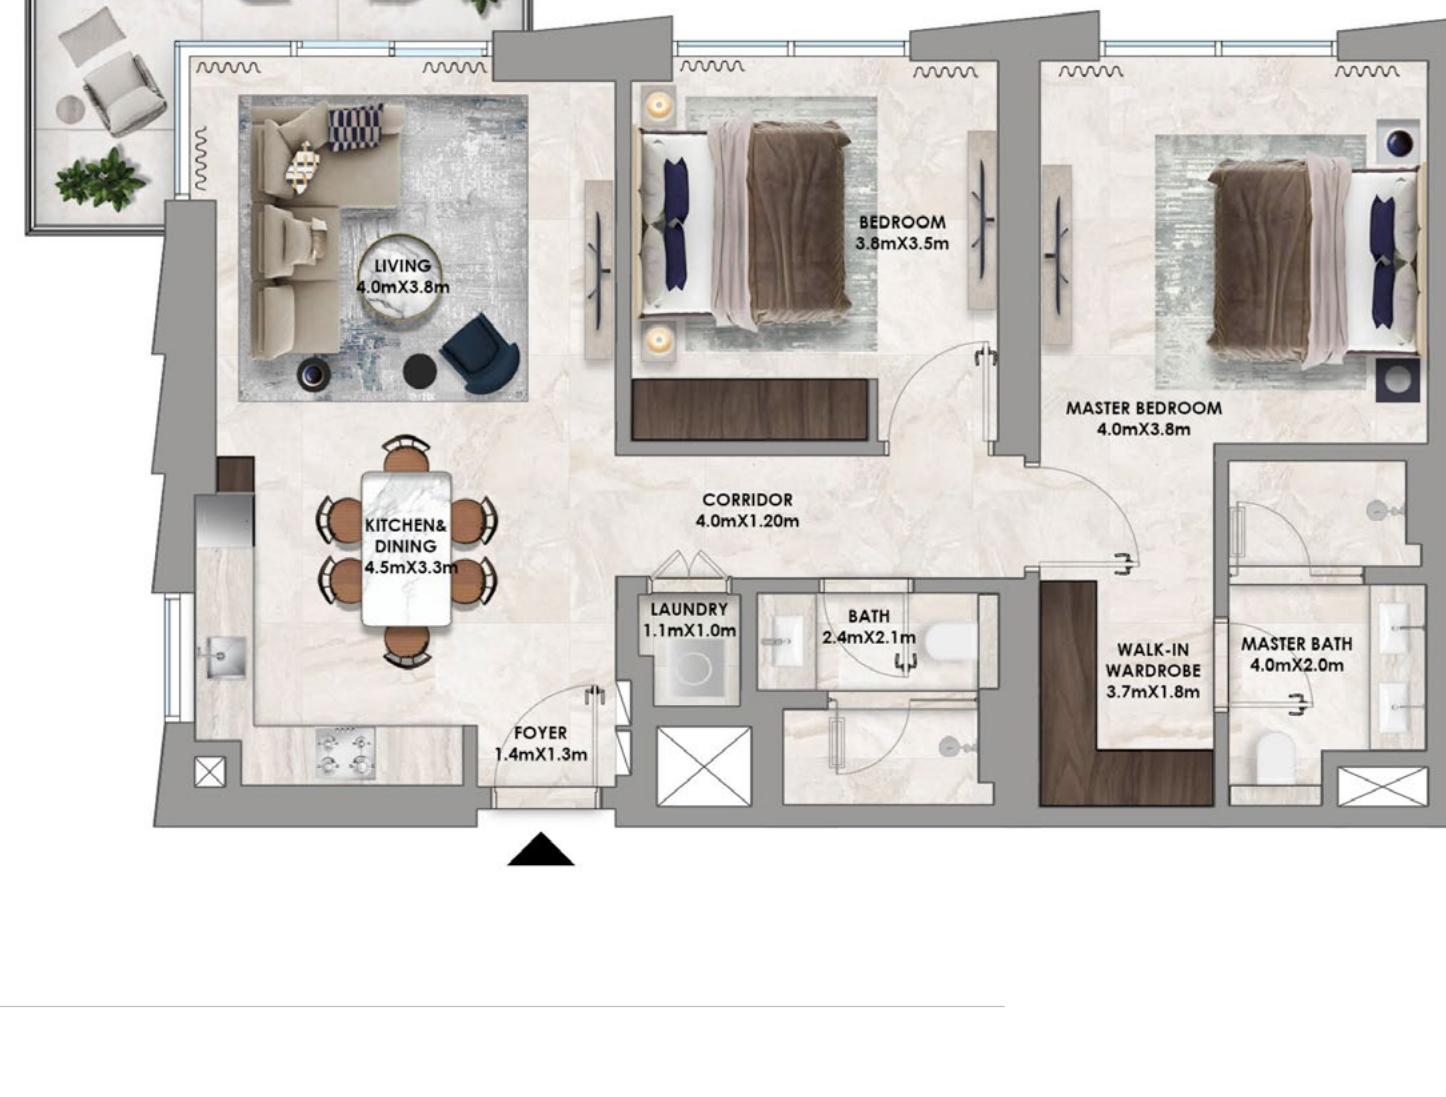 BEDROOM
3.8mX3.5m
LIVING
4.0mX3.8m
MASTER BEDROOM
4.0mX3.8m
CORRIDOR
4.0mX1.20m
KITCHEN&
DINING
4.5mX3.3m
LAUNDRY
1.1mX1.0m
BATH
2.4mX2.1m
WALK-IN
WARDROBE
3.7mX1.8m
MASTER BATH
4.0mX2.0m
FOYER
1.4mX1.3m